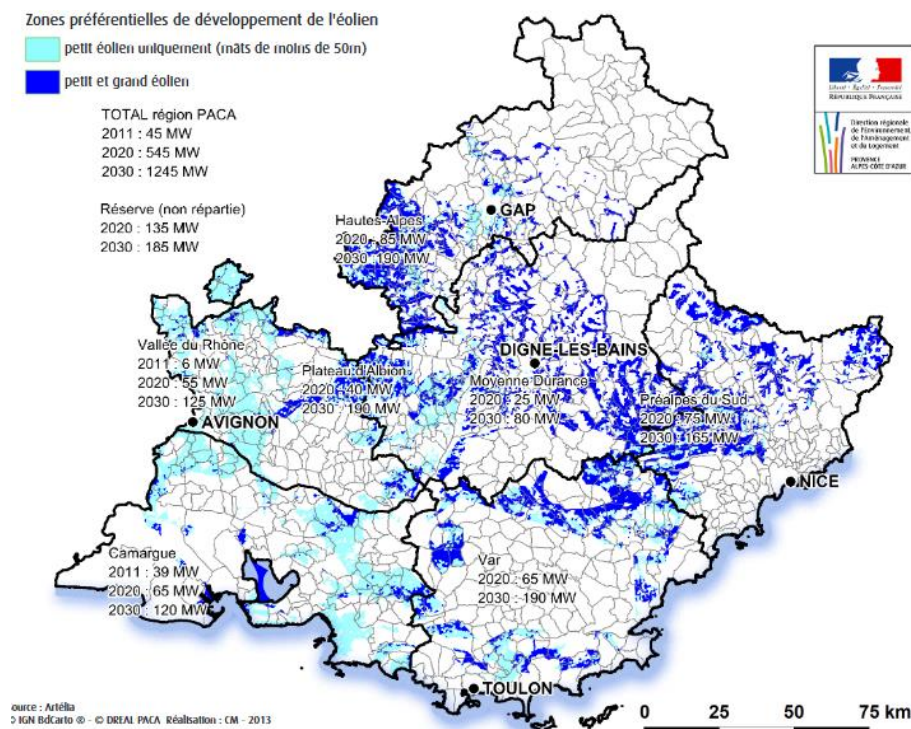 Zones préférentielles de développement de l'éolien
petit éolien uniquement (mâts de moins de 50m)
petit et grand éolien
TOTAL région PACA
2011 : 45 MW
2020 : 545 MW
2030 : 1245 MW
Réserve (non répartie)
2020 : 135 MW
2030 : 185 MW
Liberté • Égalité • Fraternité
RÉPUBLIQUE FRANÇAISE
Direction régionale
de l'Environnement,
de l'Aménagement
et du Logement
PROVENCE
ALPES-CÔTE D'AZUR
GAP
Hautes-Alpes
2020 : 85 MW
2030 : 190 MW
Vallée du Rhône
2011 : 6 MW
2020 : 55 MW
2030 : 125 MW
AVIGNON
Plateau d'Albion
2020 : 40 MW
2030 : 190 MW
DIGNE-LES-BAINS
Moyenne Durance
2020 : 25 MW
2030 : 80 MW
Préalpes du Sud
2020 : 75 MW
2030 : 165 MW
NICE
Camargue
2011 : 39 MW
2020 : 65 MW
2030 : 120 MW
Var
2020 : 65 MW
2030 : 190 MW
TOULON
ource : Artélia
IGN BdCarto ® - © DREAL PACA Réalisation : CM - 2013
0 25 50 75 km